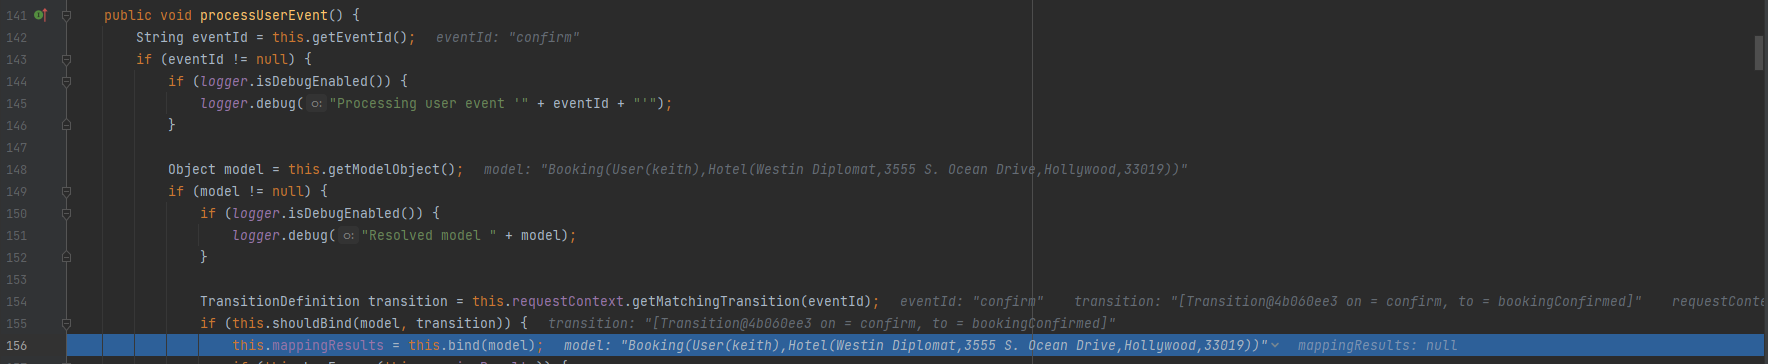 141 public void processUserEvent() {
142 String eventId = this.getEventId(); eventId: "confirm"
143 if (eventId != null) {
144 if (logger.isDebugEnabled()) {
145 logger.debug( o: "Processing user event '" + eventId + "'");
146 }
147
148 Object model = this.getModelObject(); model: "Booking(User(keith),Hotel(Westin Diplomat,3555 S. Ocean Drive,Hollywood,33019))"
149 if (model != null) {
150 if (logger.isDebugEnabled()) {
151 logger.debug( o: "Resolved model " + model);
152 }
153
154 TransitionDefinition transition = this.requestContext.getMatchingTransition(eventId); eventId: "confirm" transition: "[Transition@4b060ee3 on = confirm, to = bookingConfirmed]" requestConte
155 if (this.shouldBind(model, transition)) { transition: "[Transition@4b060ee3 on = confirm, to = bookingConfirmed]"
156 this.mappingResults = this.bind(model); model: "Booking(User(keith),Hotel(Westin Diplomat,3555 S. Ocean Drive,Hollywood,33019))" mappingResults: null